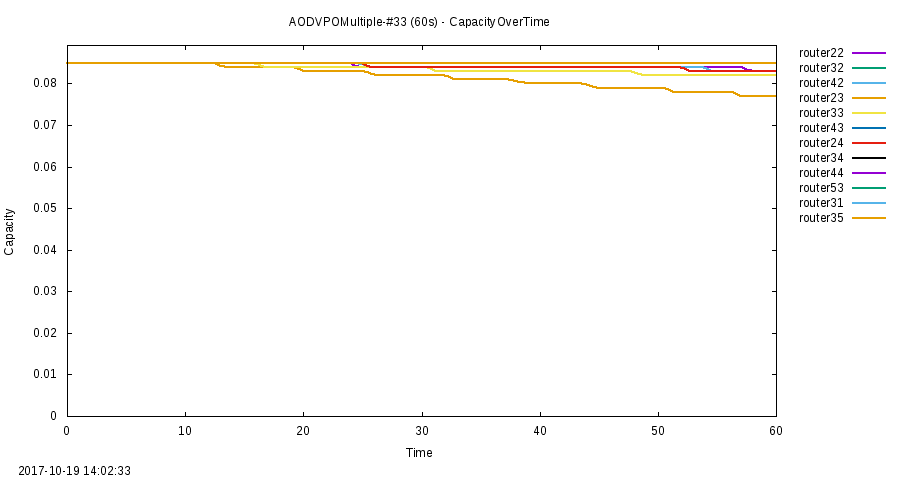 AODVPOMultiple-#33 (60s) - CapacityOverTime
router22
router32
router42
router23
router33
router43
router24
router34
router44
router53
router31
router35
0.08
0.07
0.06
0.05
0.04
0.03
0.02
0.01
0
Capacity
0 10 20 30 40 50 60
Time
2017-10-19 14:02:33